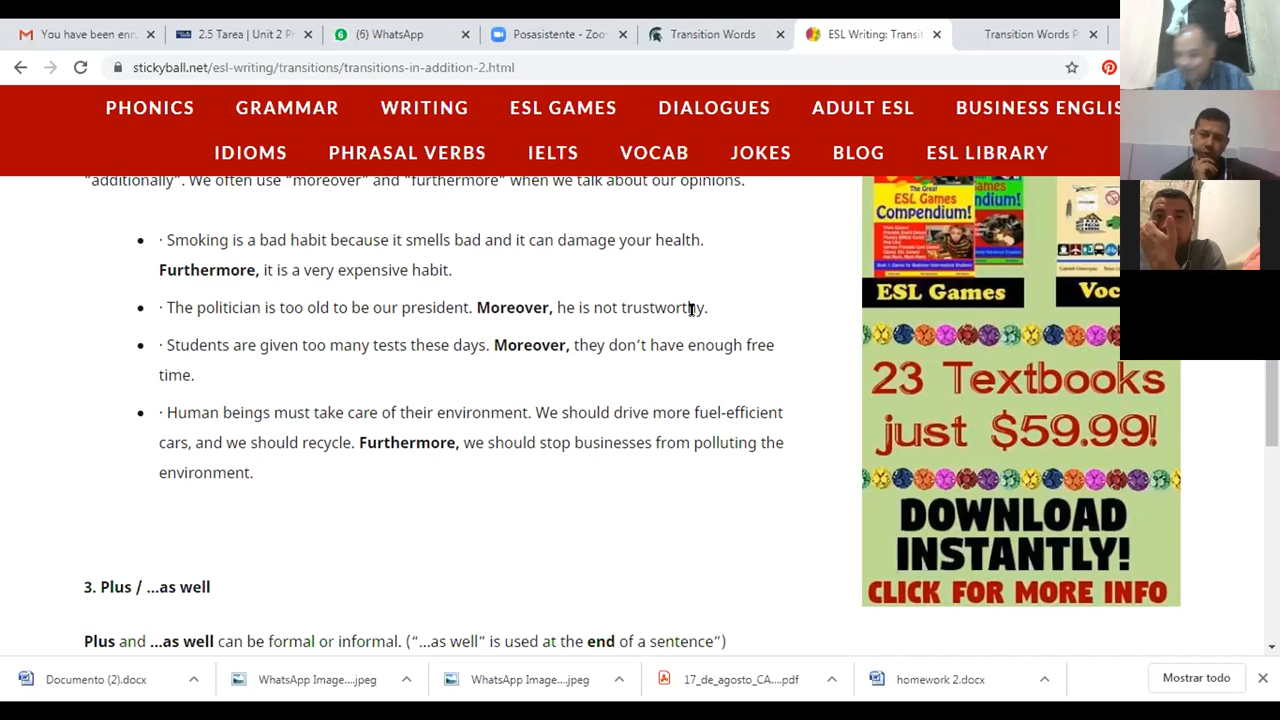 You have been enr
2.5 Tarea | Unit 2 P
(6) WhatsApp
Posasistente - Zoo
Transition Words
ESL Writing: Transit
Transition Words P
stickyball.net/esl-writing/transitions/transitions-in-addition-2.html
PHONICS GRAMMAR WRITING ESL GAMES DIALOGUES ADULT ESL BUSINESS ENGLIS
IDIOMS PHRASAL VERBS IELTS VOCAB JOKES BLOG ESL LIBRARY
"additionally". We often use "moreover" and "furthermore" when we talk about our opinions.
· Smoking is a bad habit because it smells bad and it can damage your health.
Furthermore, it is a very expensive habit.
· The politician is too old to be our president. Moreover, he is not trustworthy.
· Students are given too many tests these days. Moreover, they don't have enough free
time.
· Human beings must take care of their environment. We should drive more fuel-efficient
cars, and we should recycle. Furthermore, we should stop businesses from polluting the
environment.
3. Plus / ...as well
Plus and ...as well can be formal or informal. ("...as well" is used at the end of a sentence")
The Great
ESL Games
Compendium!
ESL Games
Voc
23 Textbooks
just $59.99!
DOWNLOAD
INSTANTLY!
CLICK FOR MORE INFO
Documento (2).docx
WhatsApp Image....jpeg
WhatsApp Image....jpeg
17_de_agosto_CA....pdf
homework 2.docx
Mostrar todo